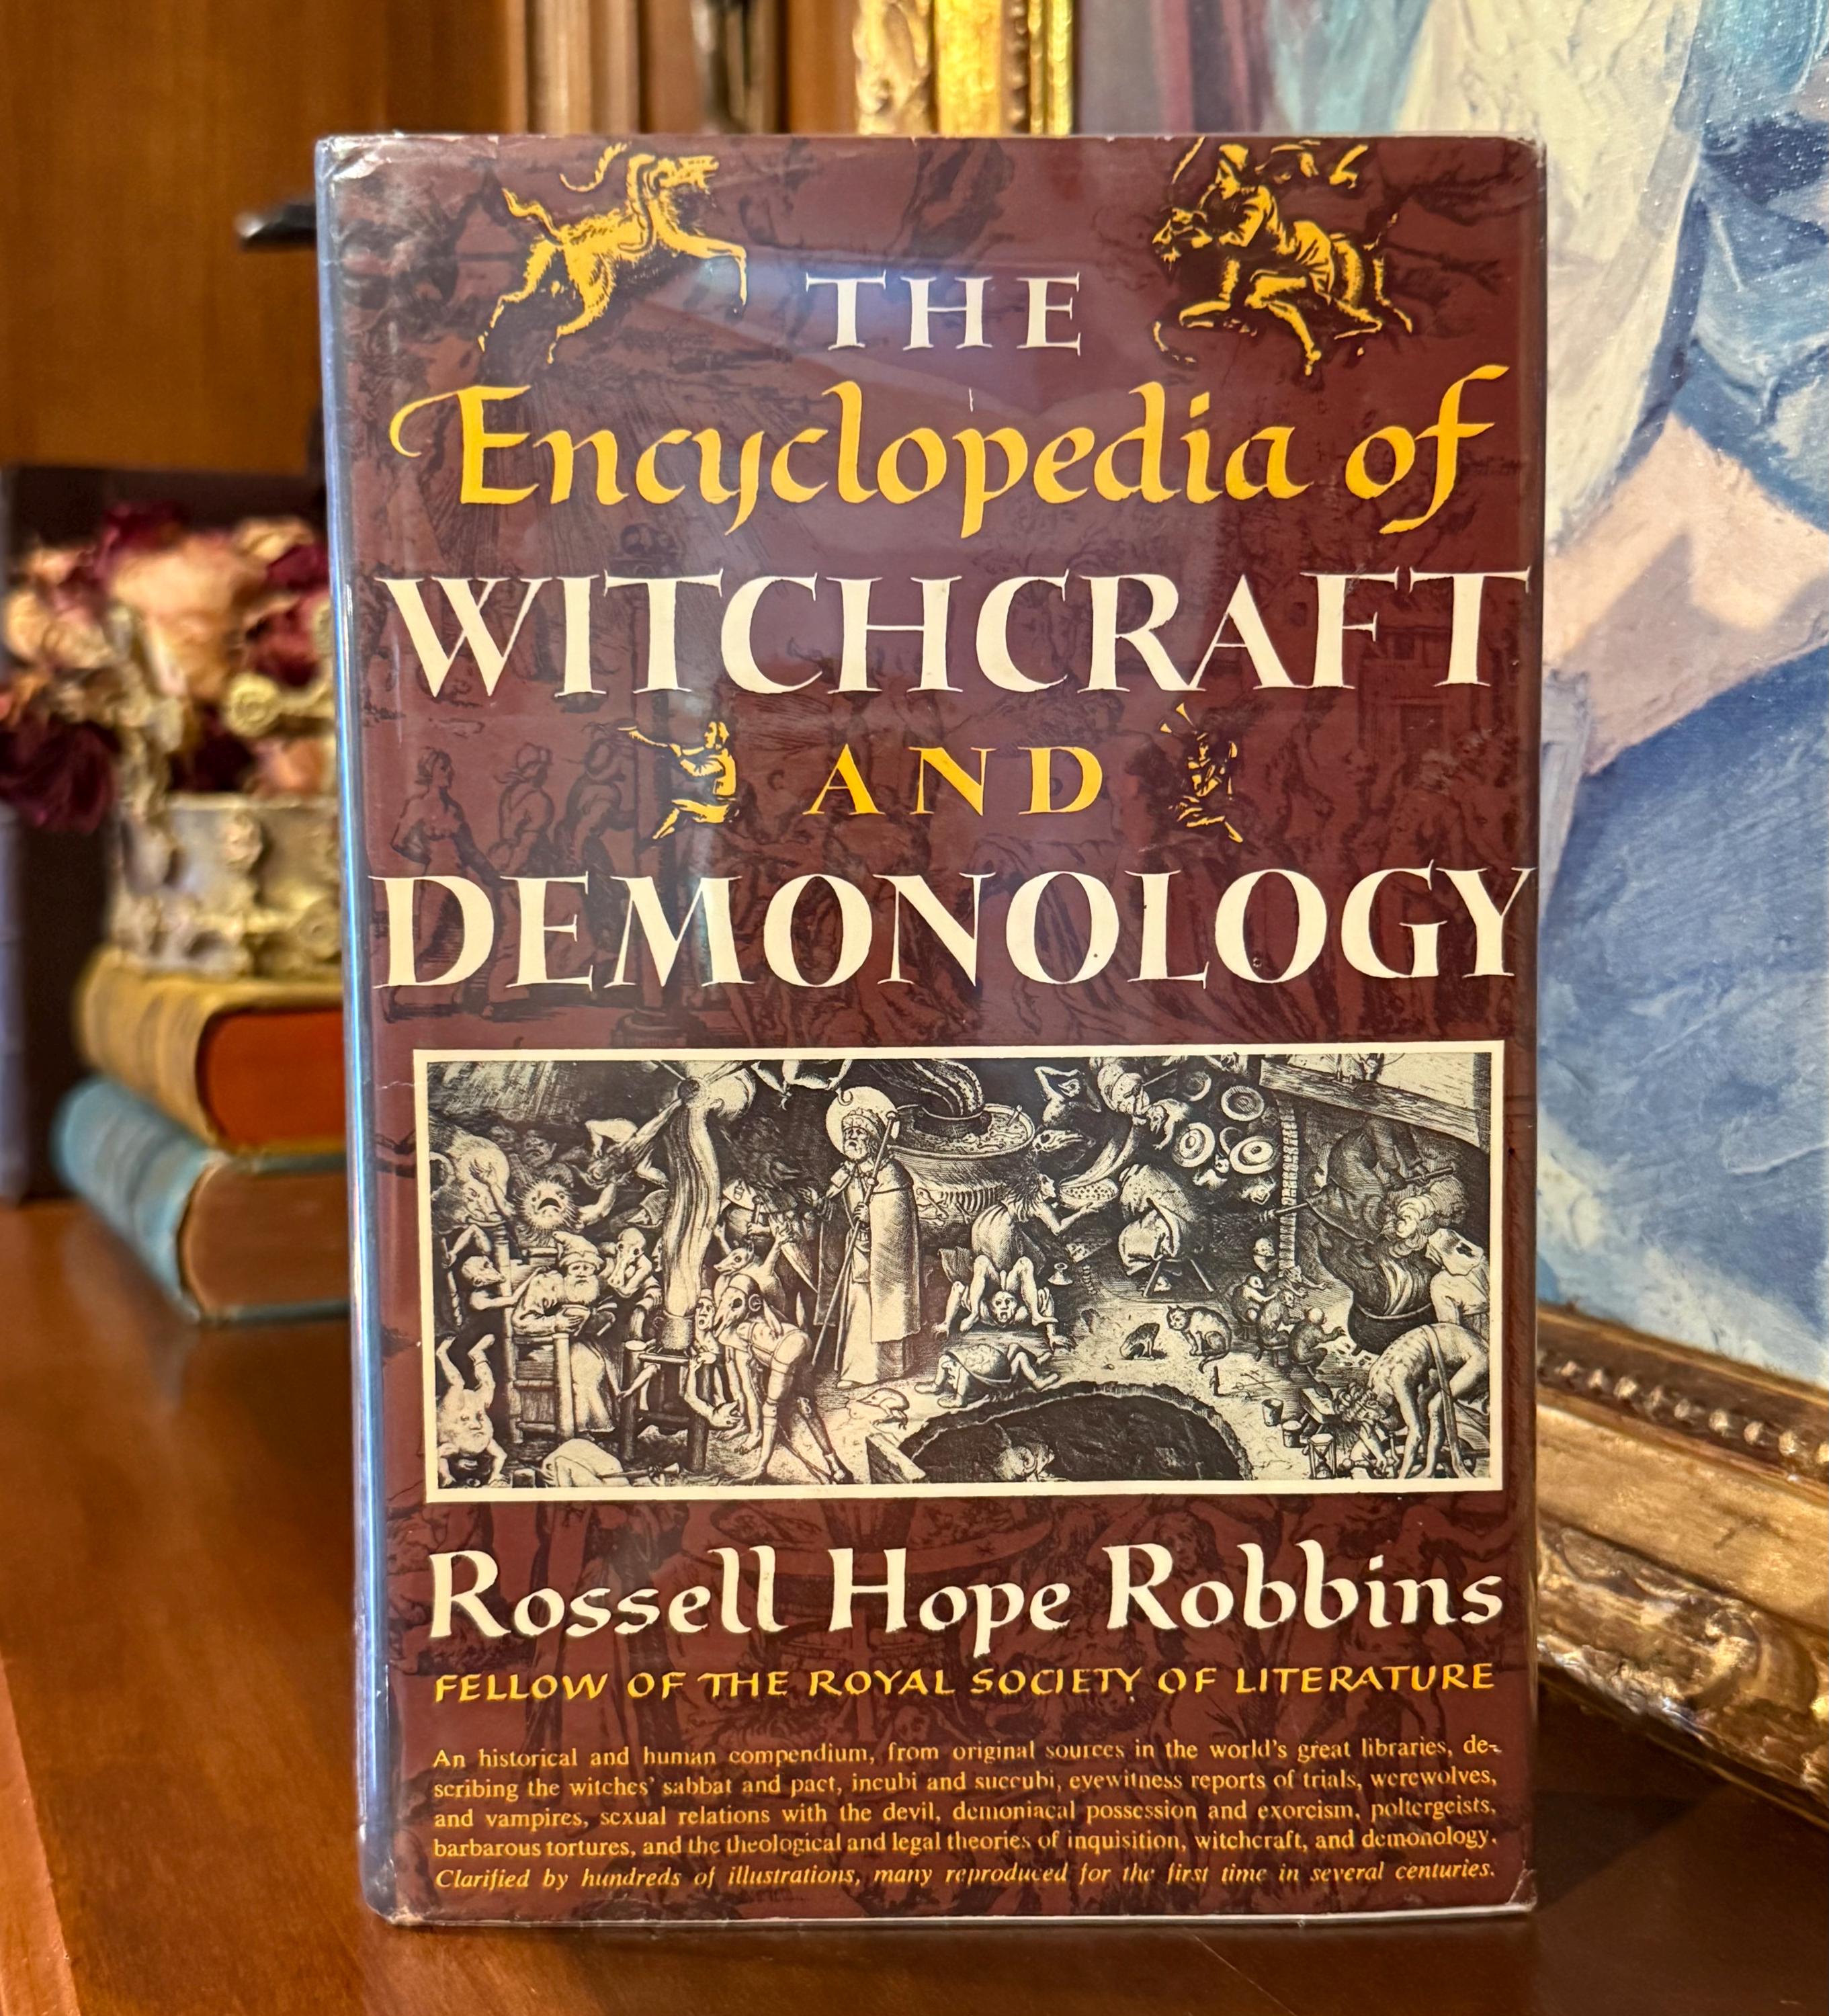 THE
Encyclopedia of
WITCHCRAFT
AND
DEMONOLOGY
Rossell Hope Robbins
FELLOW OF THE ROYAL SOCIETY OF LITERATURE
An historical and human compendium, from original sources in the world's great libraries, de-
scribing the witches' sabbat and pact, incubi and succubi, eyewitness reports of trials, werewolves,
and vampires, sexual relations with the devil, demoniacal possession and exorcism, poltergeists,
barbarous tortures, and the theological and legal theories of inquisition, witchcraft, and demonology.
Clarified by hundreds of illustrations, many reproduced for the first time in several centuries.